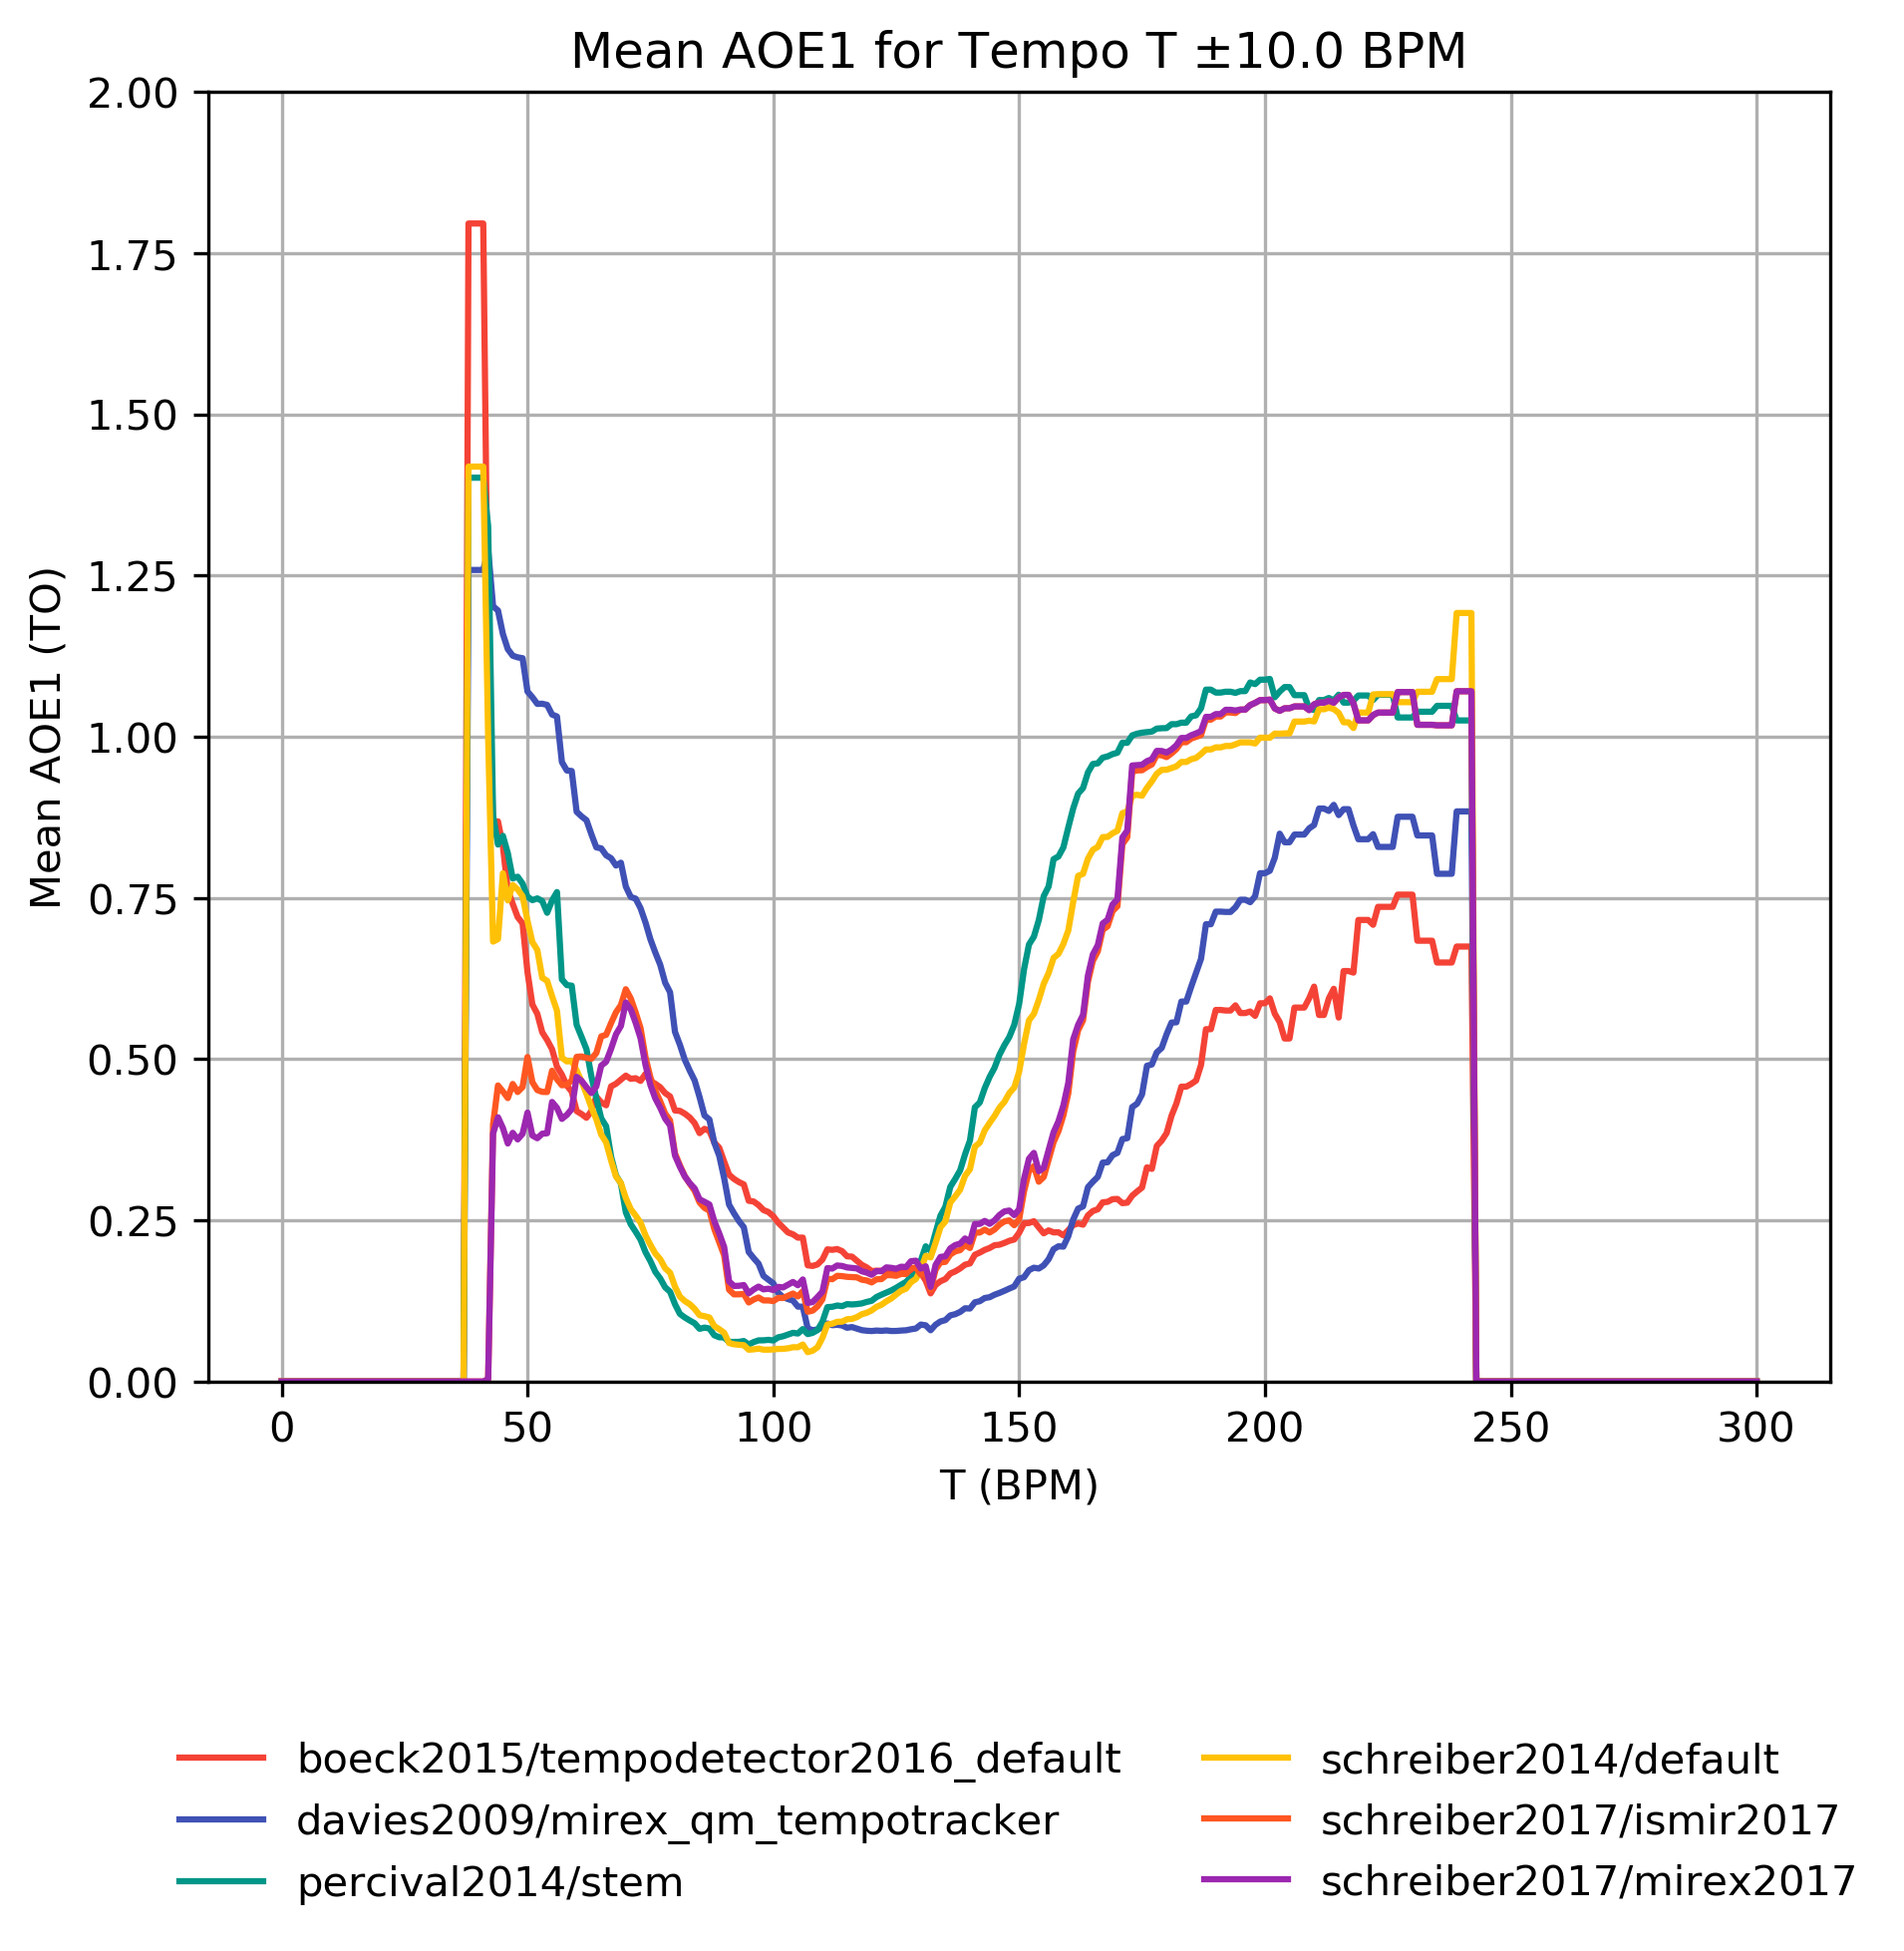 Mean AOE1 for Tempo T ±10.0 BPM
2.00
1.75
1.50
1.25
1.00
0.75
0.50
0.25
0.00
Mean AOE1 (TO)
0 50 100 150 200 250 300
T (BPM)
boeck2015/tempodetector2016_default
davies2009/mirex_qm_tempotracker
percival2014/stem
schreiber2014/default
schreiber2017/ismir2017
schreiber2017/mirex2017